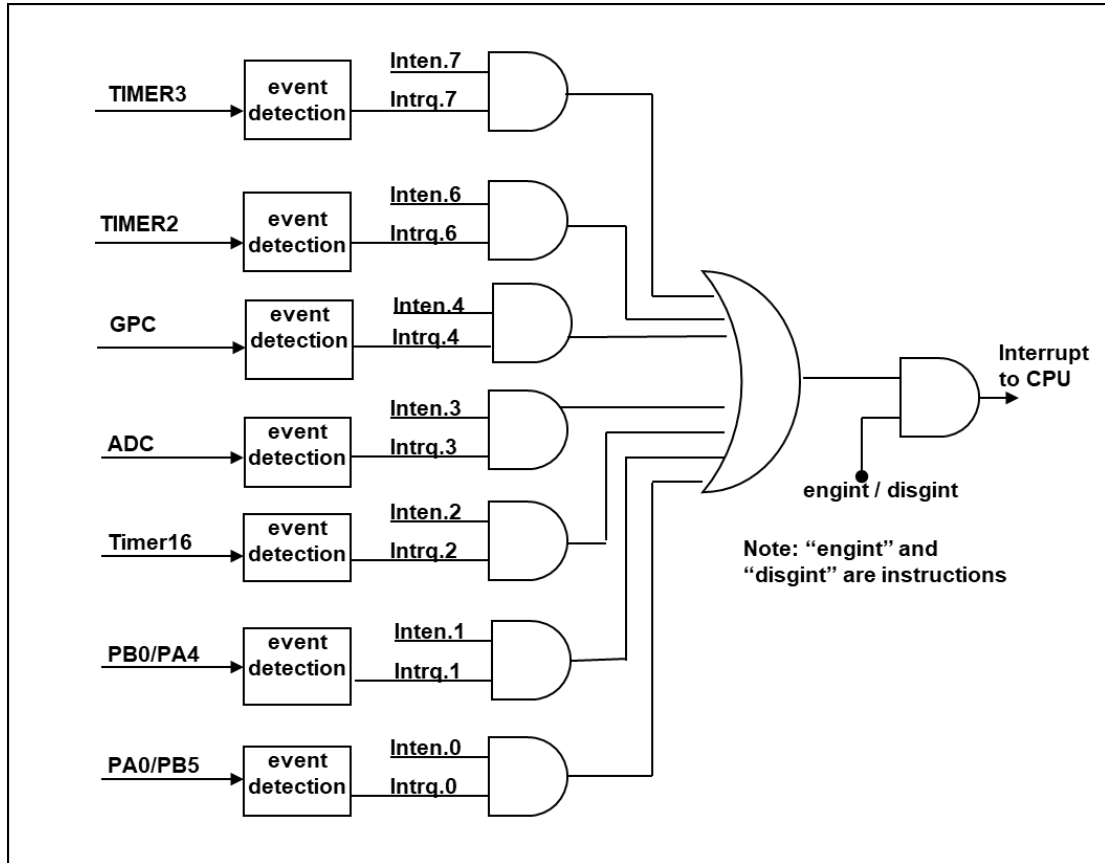 TIMER3
event
detection
Inten.7
Intrq.7
TIMER2
event
detection
Inten.6
Intrq.6
GPC
event
detection
Inten.4
Intrq.4
ADC
event
detection
Inten.3
Intrq.3
Timer16
event
detection
Inten.2
Intrq.2
PB0/PA4
event
detection
Inten.1
Intrq.1
PA0/PB5
event
detection
Inten.0
Intrq.0
Interrupt
to CPU
engint / disgint
Note: “engint” and
“disgint” are instructions